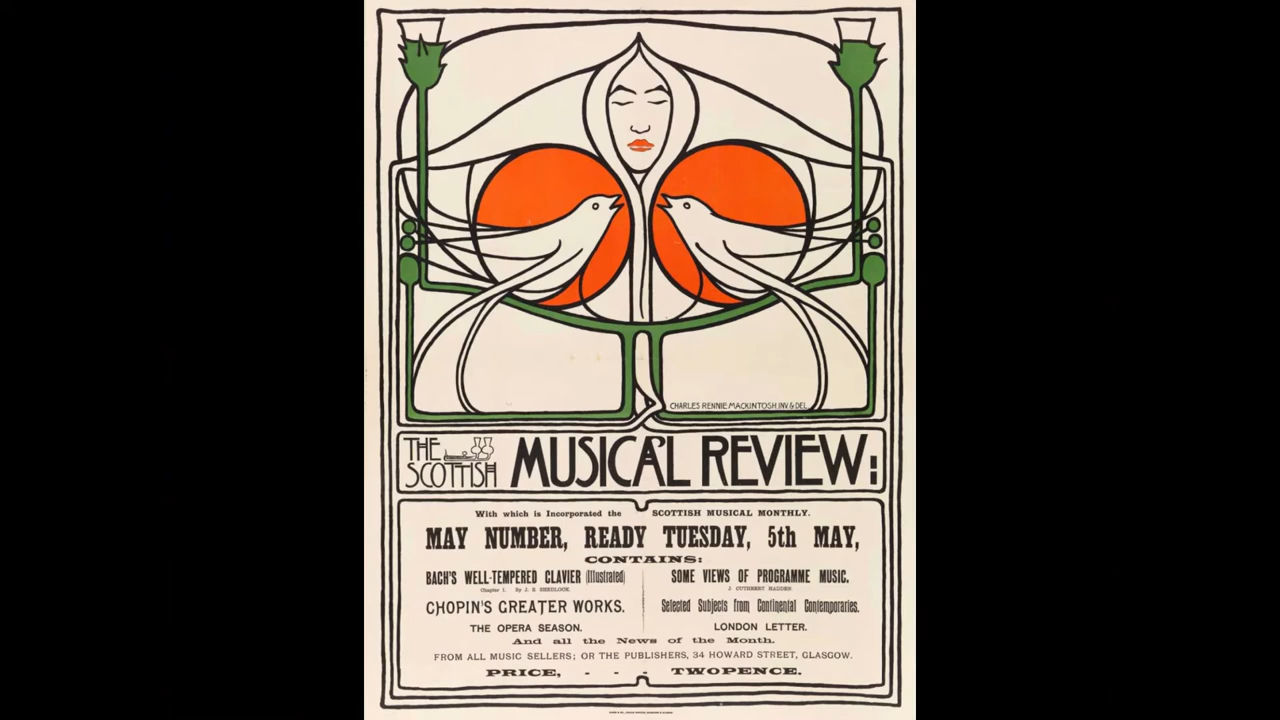 CHARLES RENNIE MACKINTOSH. INV & DEL.
THE
SCOTTISH
MUSICAL REVIEW:
With which is Incorporated the SCOTTISH MUSICAL MONTHLY.
MAY NUMBER, READY TUESDAY, 5th MAY,
CONTAINS:
BACH'S WELL-TEMPERED CLAVIER (Illustrated)
Chapter I. By J. S. SHEDLOCK.
CHOPIN'S GREATER WORKS.
THE OPERA SEASON.
SOME VIEWS OF PROGRAMME MUSIC.
J. CUTHBERT HADDEN
Selected Subjects from Continental Contemporaries.
LONDON LETTER.
And all the News of the Month.
FROM ALL MUSIC SELLERS; OR THE PUBLISHERS, 34 HOWARD STREET, GLASGOW.
PRICE, - - - TWOPENCE.